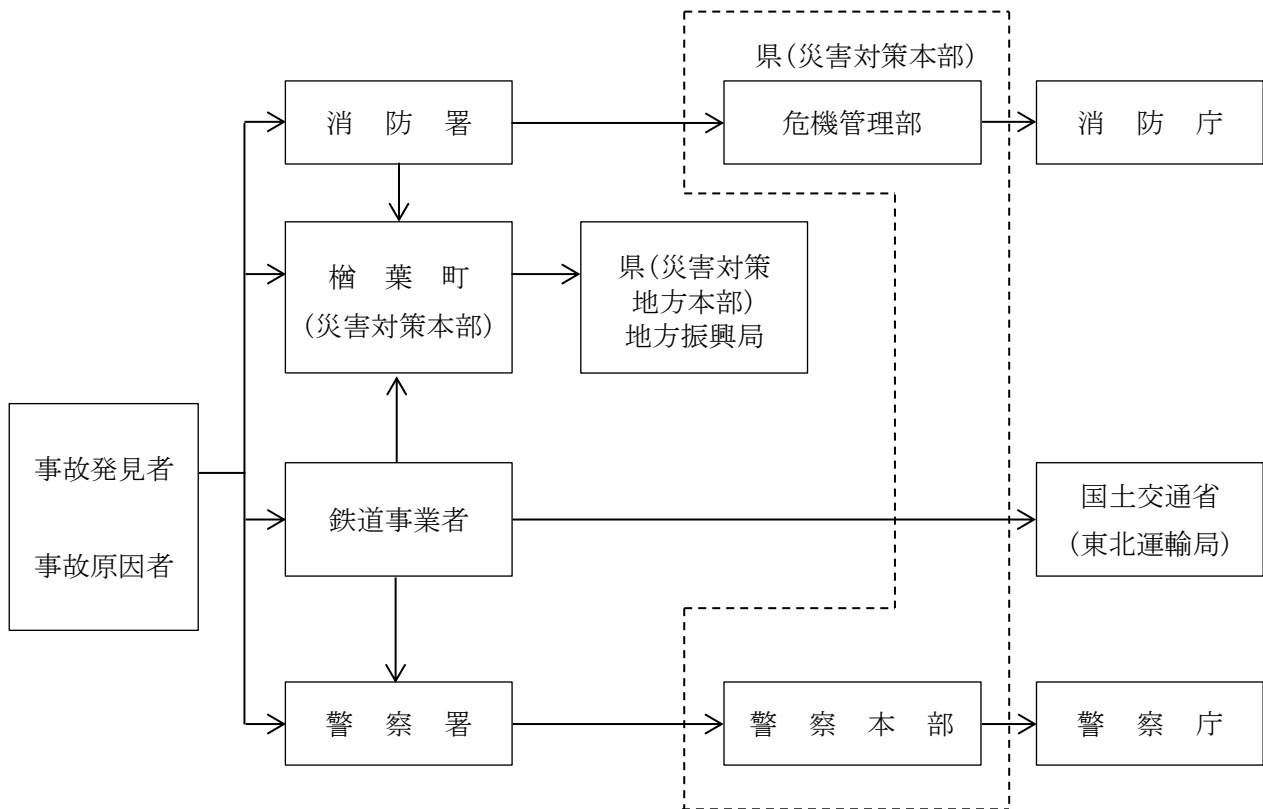 県(災害対策本部)
消防署
危機管理部
消防庁
楢葉町
(災害対策本部)
県(災害対策
地方本部)
地方振興局
事故発見者
事故原因者
鉄道事業者
国土交通省
(東北運輸局)
警察署
警察本部
警察庁